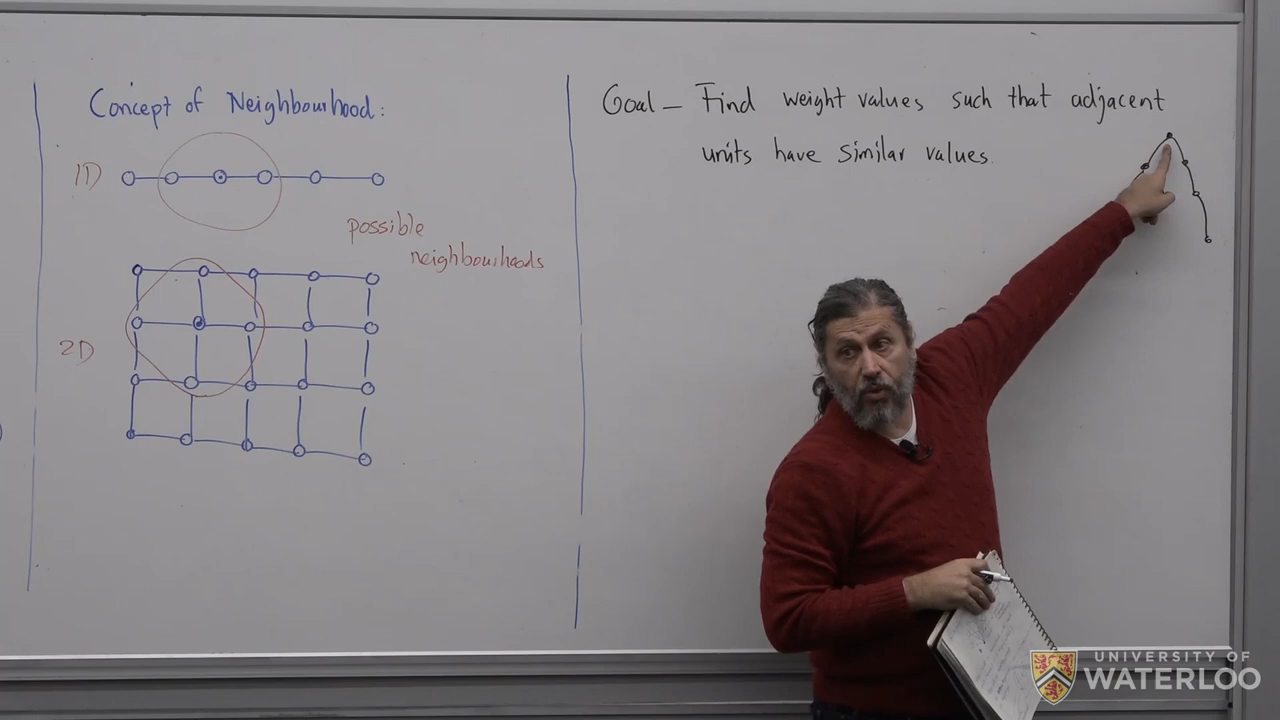 Concept of Neighbourhood:
1D
possible
neighbourhoods
2D
Goal – Find weight values such that adjacent
units have similar values.
UNIVERSITY OF
WATERLOO